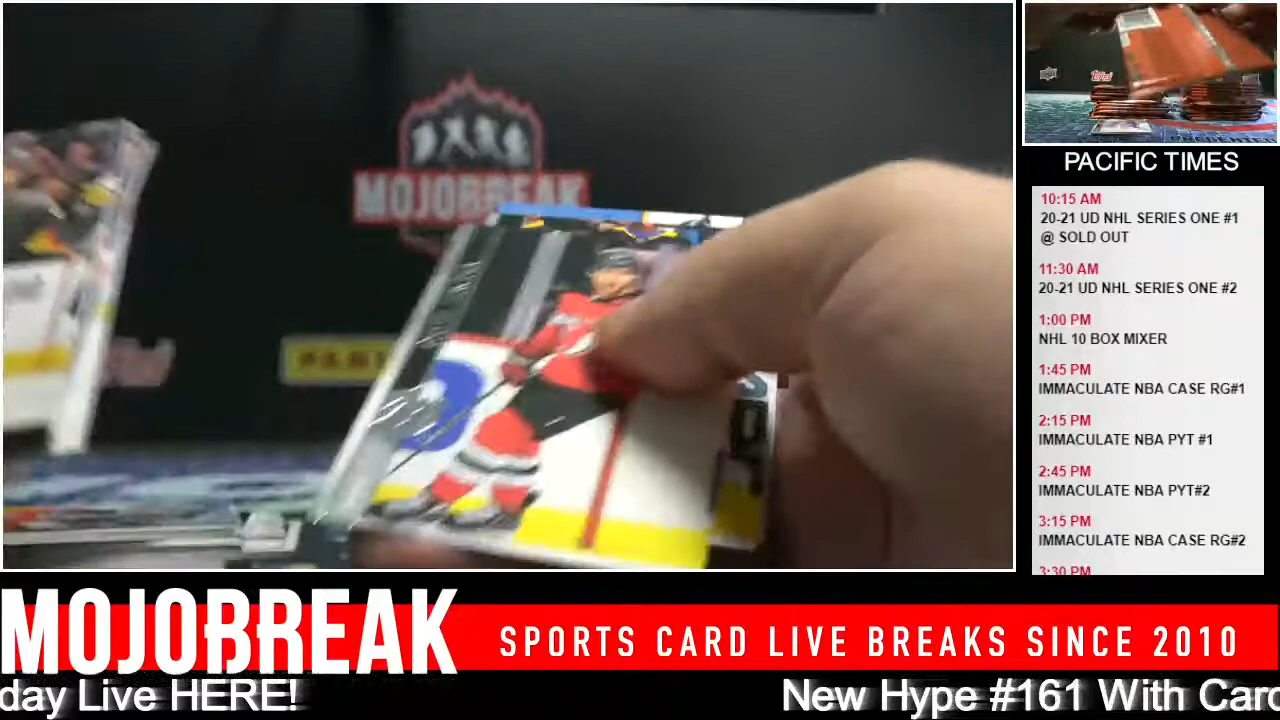 MOJOBREAK
PACIFIC TIMES
10:15 AM
20-21 UD NHL SERIES ONE #1
@ SOLD OUT
11:30 AM
20-21 UD NHL SERIES ONE #2
1:00 PM
NHL 10 BOX MIXER
1:45 PM
IMMACULATE NBA CASE RG#1
2:15 PM
IMMACULATE NBA PYT #1
2:45 PM
IMMACULATE NBA PYT#2
3:15 PM
IMMACULATE NBA CASE RG#2
3:30 PM
MOJOBREAK
SPORTS CARD LIVE BREAKS SINCE 2010
day Live HERE!
New Hype #161 With Card